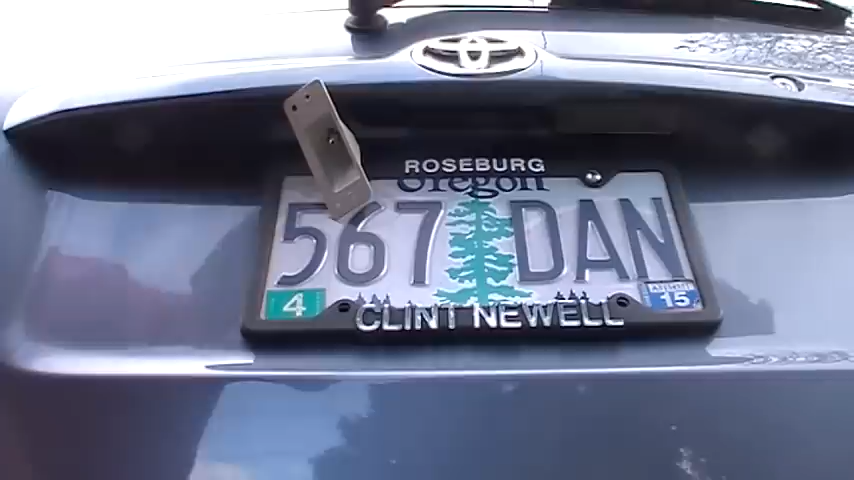 ROSEBURG
Oregon
567 DAN
4
15
CLINT NEWELL